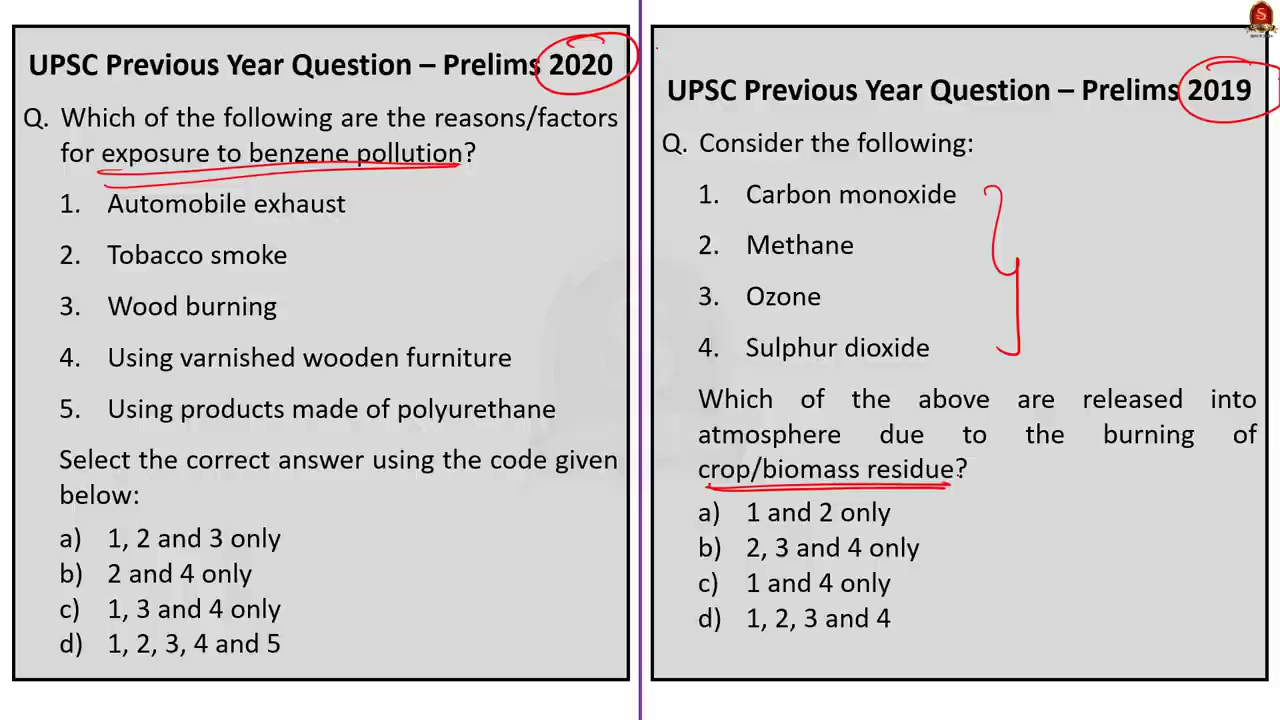 UPSC Previous Year Question – Prelims 2020
Q. Which of the following are the reasons/factors
for exposure to benzene pollution?
1. Automobile exhaust
2. Tobacco smoke
3. Wood burning
4. Using varnished wooden furniture
5. Using products made of polyurethane
Select the correct answer using the code given
below:
a) 1, 2 and 3 only
b) 2 and 4 only
c) 1, 3 and 4 only
d) 1, 2, 3, 4 and 5
UPSC Previous Year Question – Prelims 2019
Q. Consider the following:
1. Carbon monoxide
2. Methane
3. Ozone
4. Sulphur dioxide
Which of the above are released into
atmosphere due to the burning of
crop/biomass residue?
a) 1 and 2 only
b) 2, 3 and 4 only
c) 1 and 4 only
d) 1, 2, 3 and 4